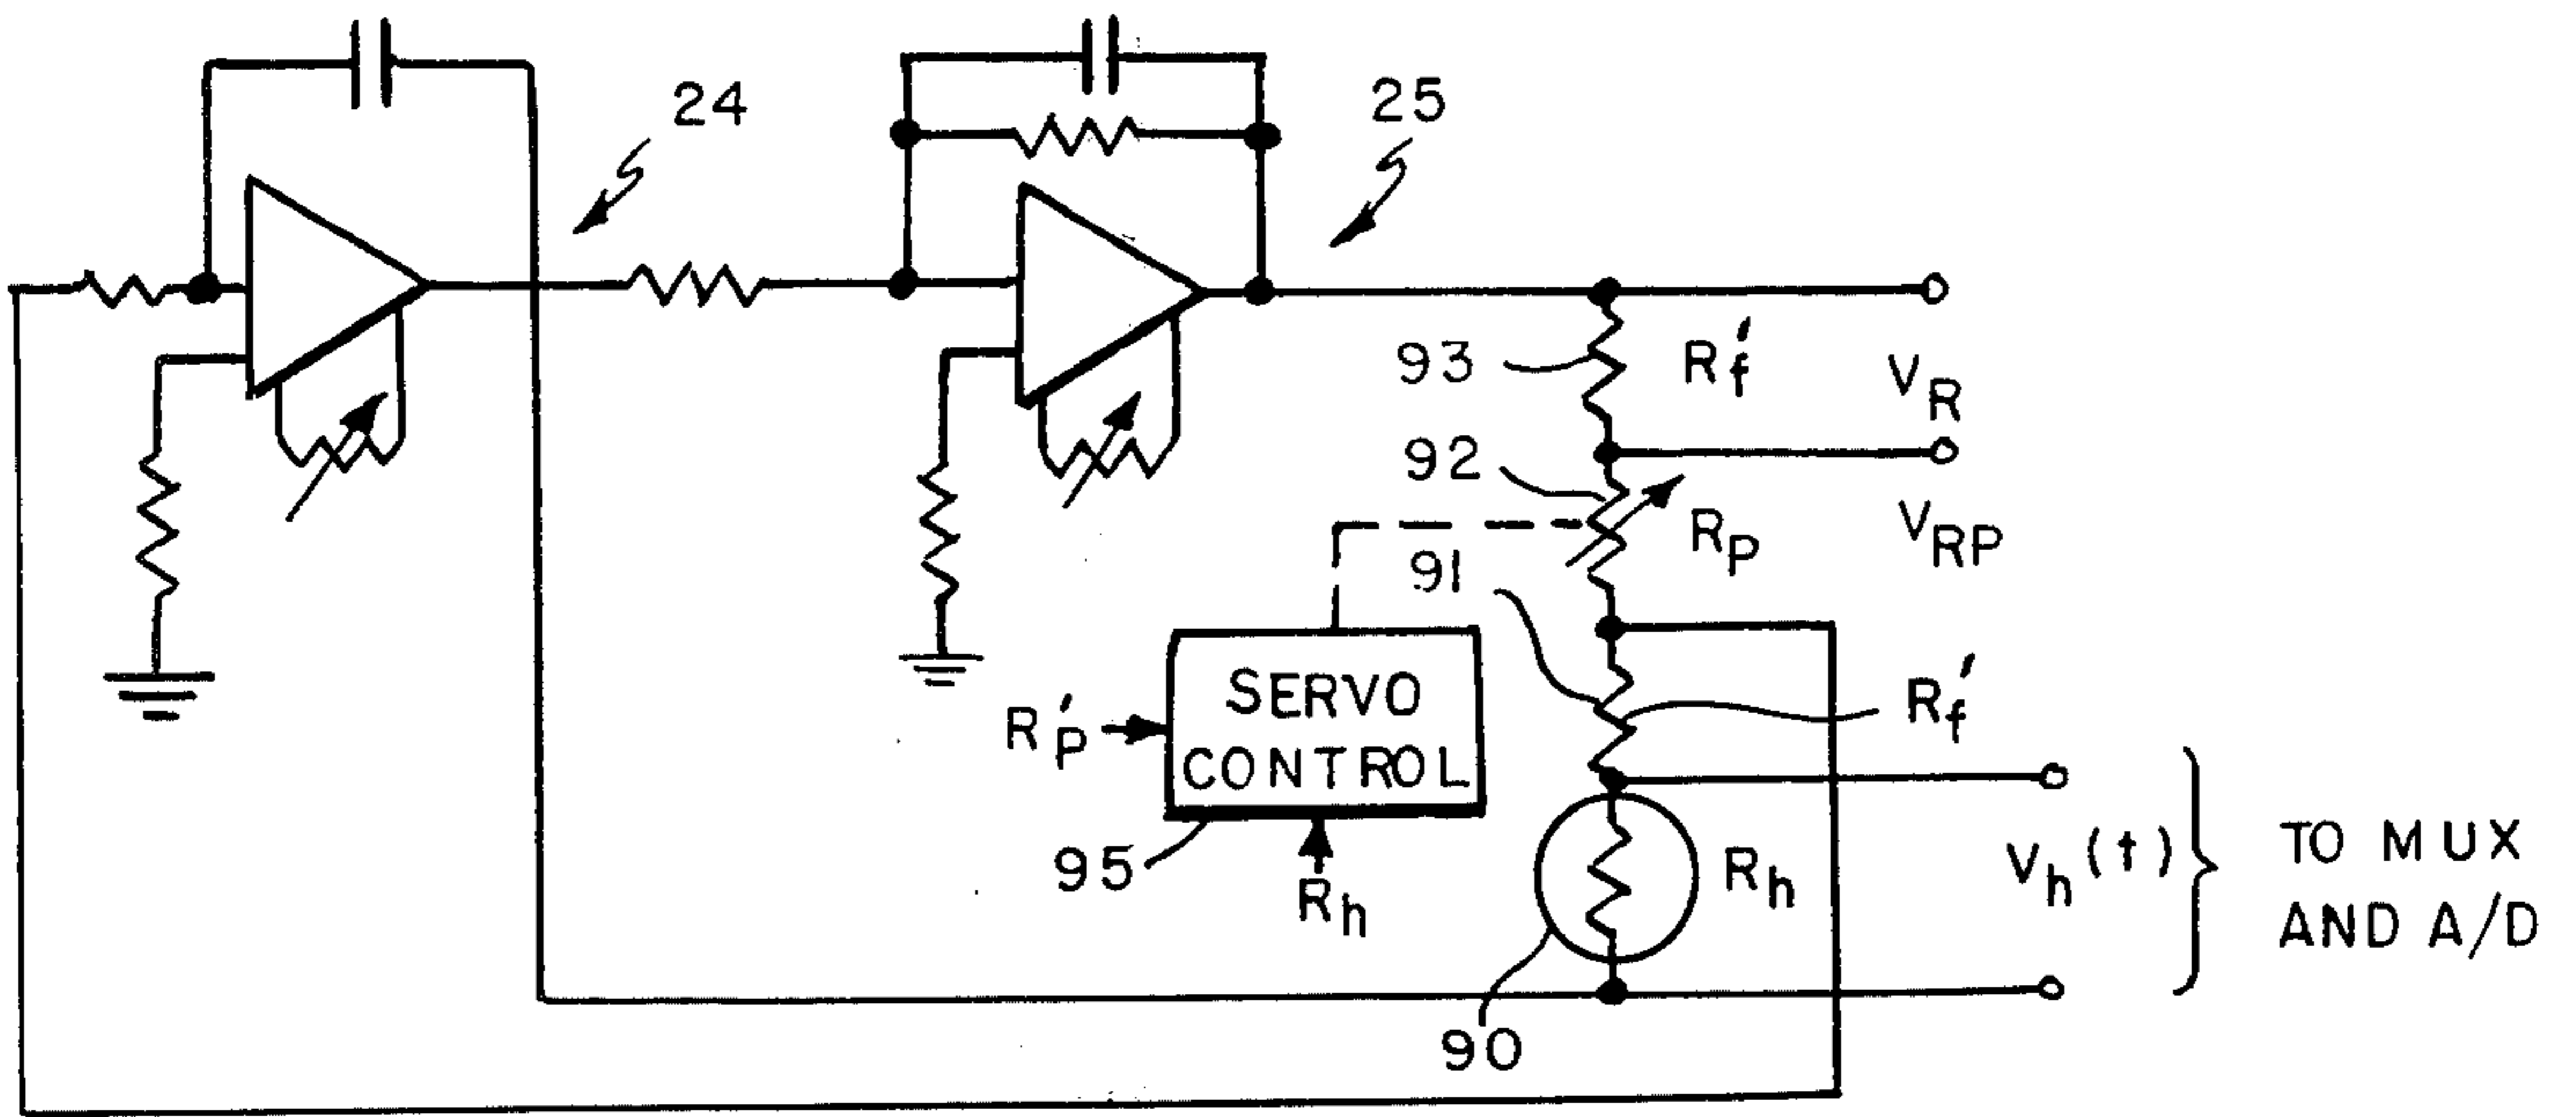 24
25
93
R'f
VR
92
RP
VRP
91
SERVO
CONTROL
R'P
R'f
95
Rh
Rh
Vh(t)
TO MUX
AND A/D
90